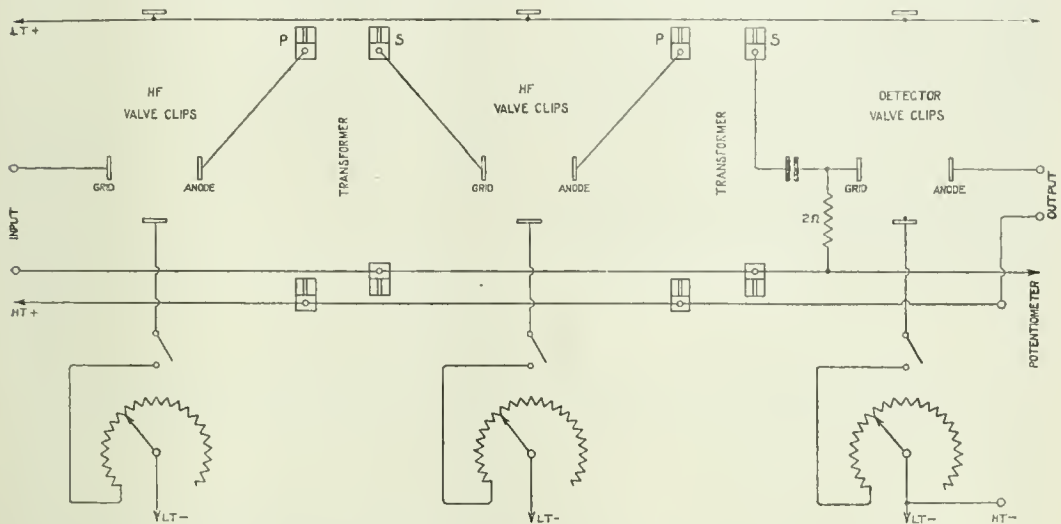 LT+
P
S
P
S
HF
VALVE CLIPS
HF
VALVE CLIPS
DETECTOR
VALVE CLIPS
TRANSFORMER
TRANSFORMER
GRID
ANODE
GRID
ANODE
GRID
ANODE
INPUT
OUTPUT
2Ω
HT+
POTENTIOMETER
LT-
LT-
LT-
HT-